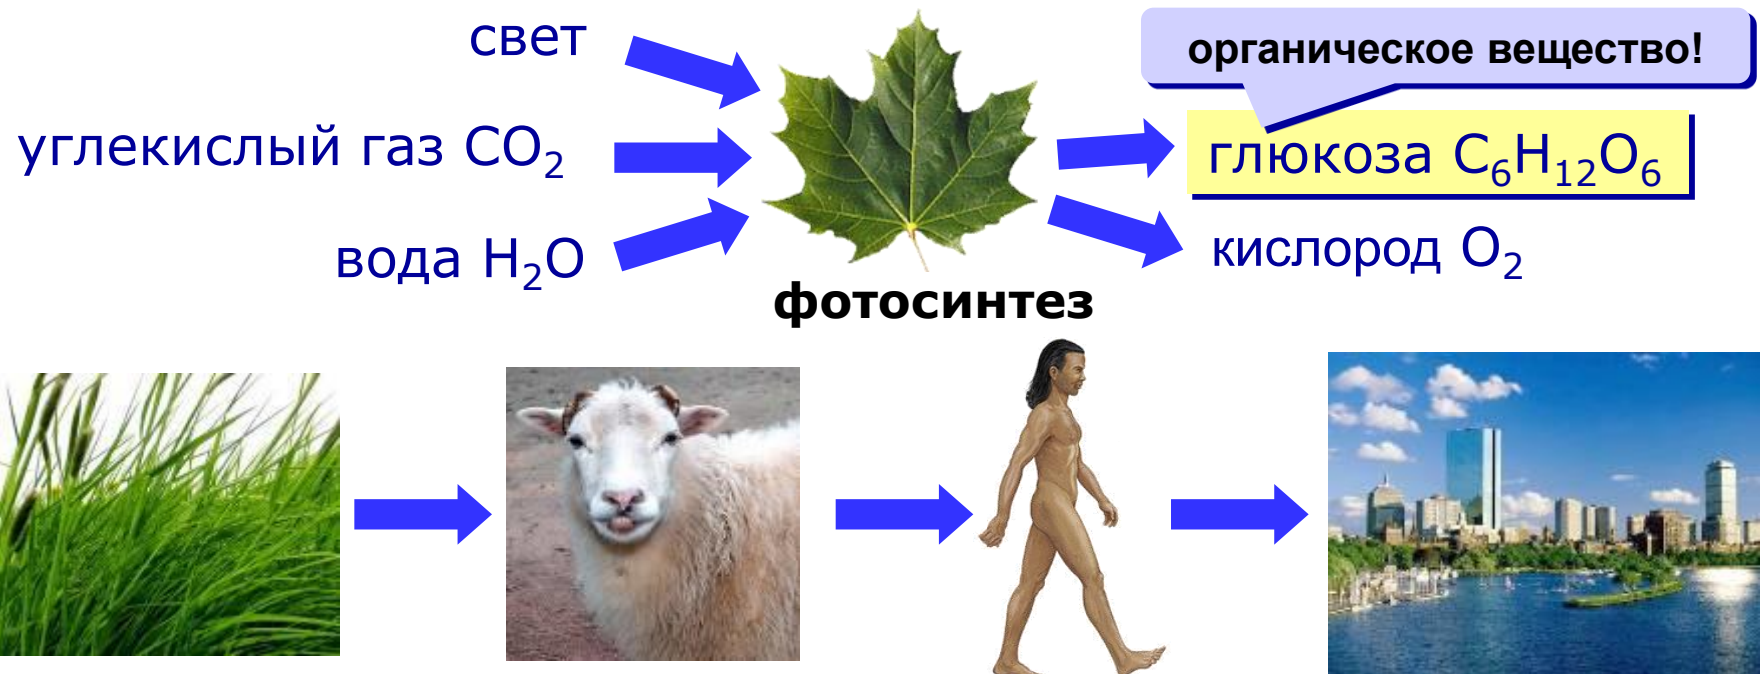 свет
углекислый газ CO₂
вода H₂O
фотосинтез
органическое вещество!
глюкоза C₆H₁₂O₆
кислород O₂